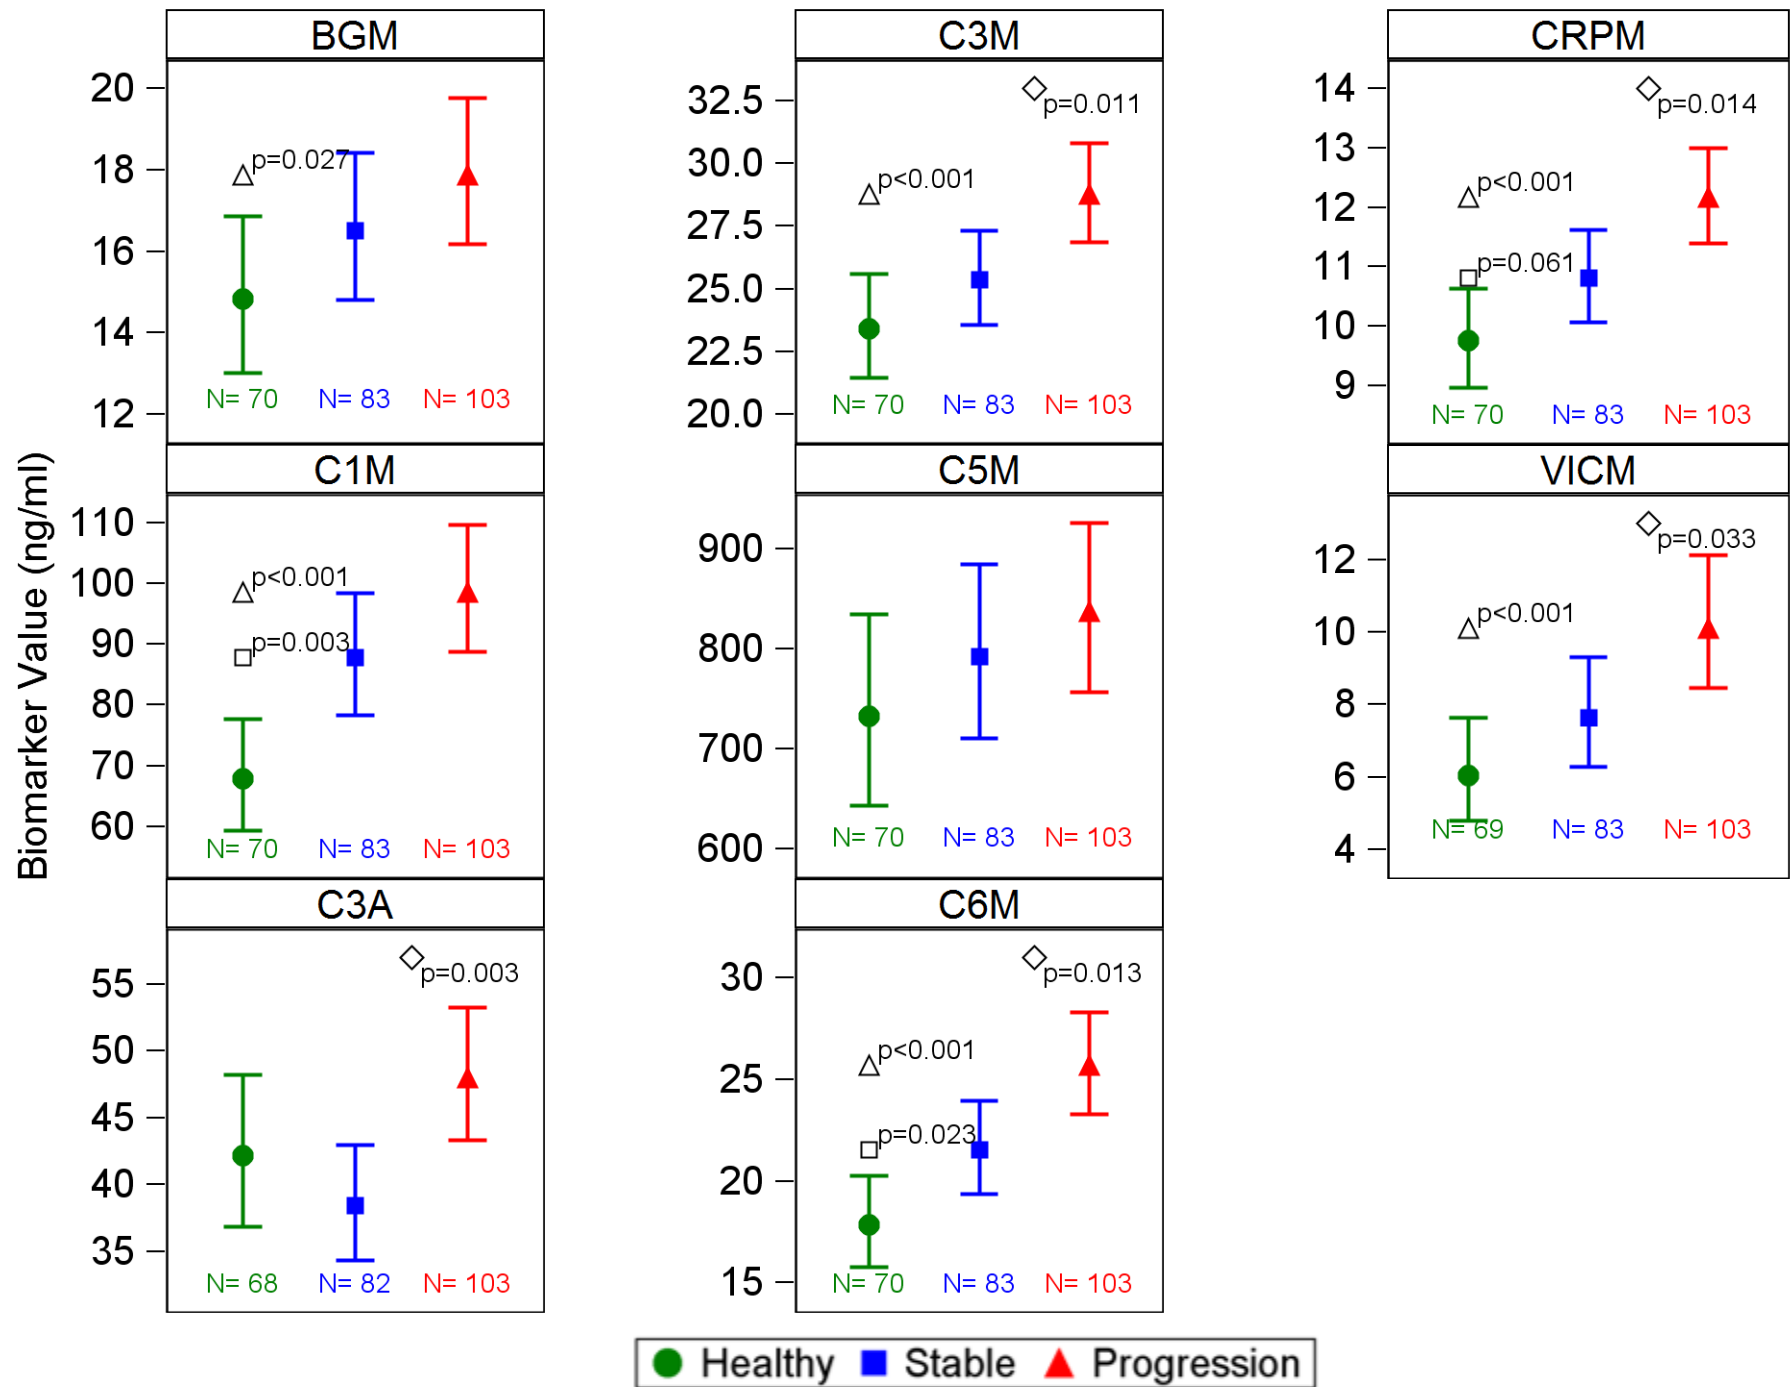 BGM
20
18
16
14
12
p=0.027
N= 70 N= 83 N= 103
C3M
32.5
30.0
27.5
25.0
22.5
20.0
p=0.011
p<0.001
N= 70 N= 83 N= 103
CRPM
14
13
12
11
10
9
p=0.014
p<0.001
p=0.061
N= 70 N= 83 N= 103
Biomarker Value (ng/ml)
C1M
110
100
90
80
70
60
p<0.001
p=0.003
N= 70 N= 83 N= 103
C5M
900
800
700
600
N= 70 N= 83 N= 103
VICM
12
10
8
6
4
p=0.033
p<0.001
N= 69 N= 83 N= 103
C3A
55
50
45
40
35
p=0.003
N= 68 N= 82 N= 103
C6M
30
25
20
15
p=0.013
p<0.001
p=0.023
N= 70 N= 83 N= 103
Healthy Stable Progression